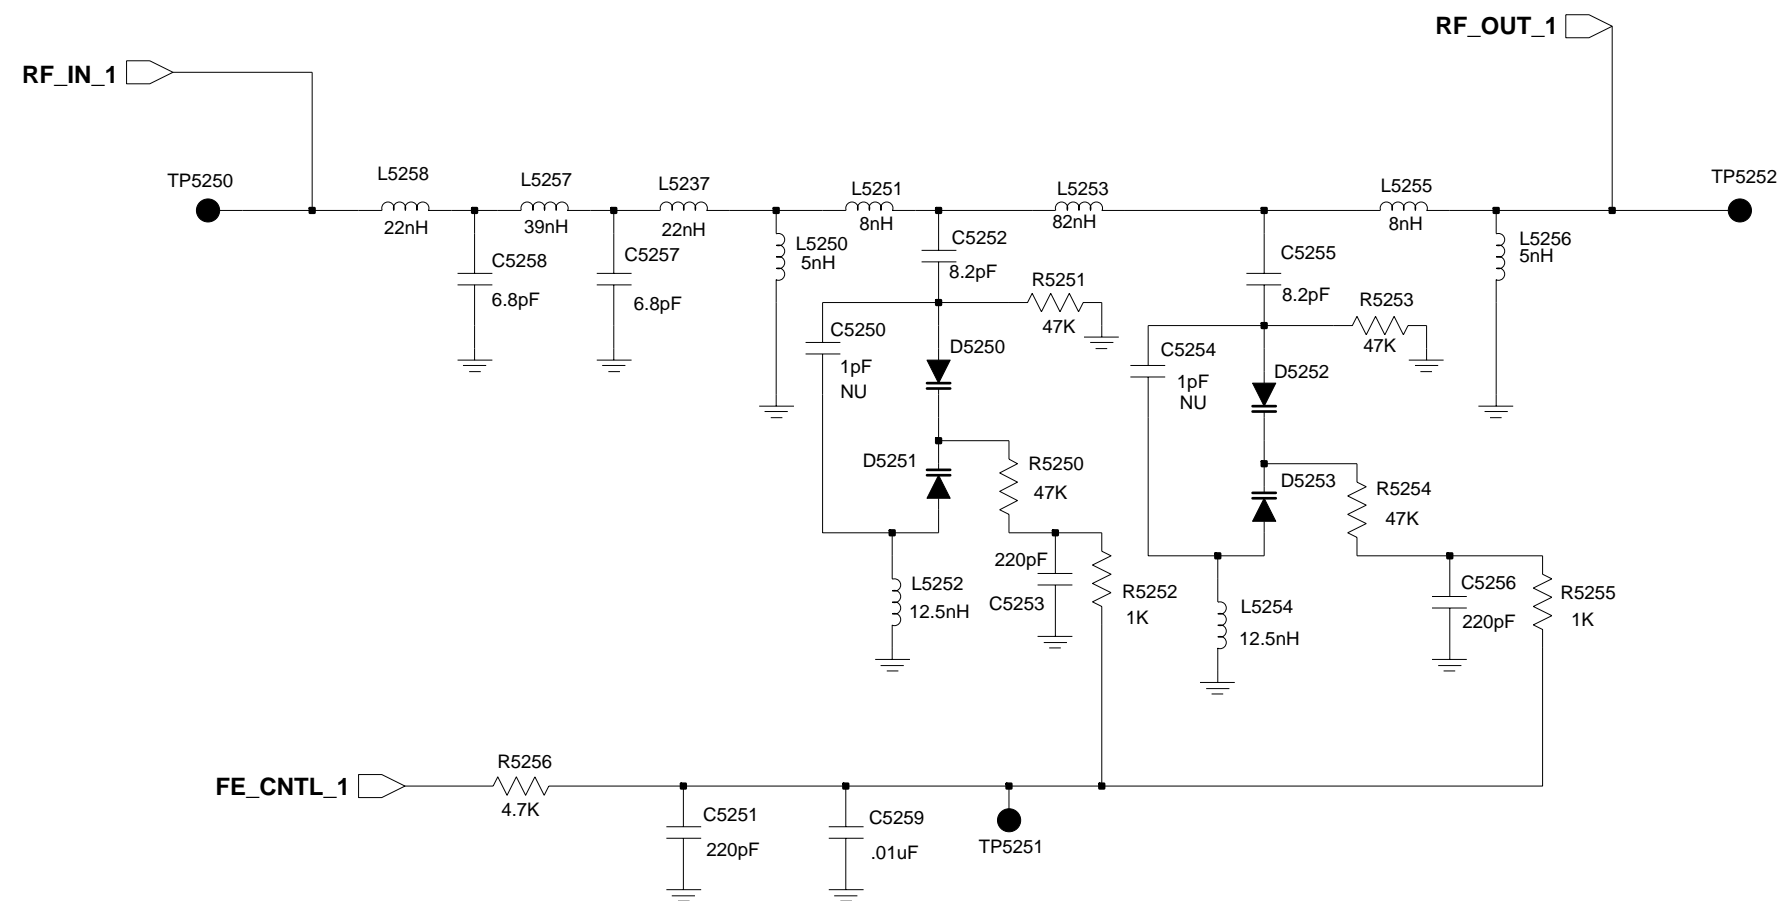 RF_OUT_1
RF_IN_1
TP5250
L5258
22nH
L5257
39nH
L5237
22nH
L5251
8nH
L5253
82nH
L5255
8nH
TP5252
C5258
6.8pF
C5257
6.8pF
L5250
5nH
C5252
8.2pF
C5255
8.2pF
L5256
5nH
R5251
47K
R5253
47K
C5250
1pF
NU
D5250
C5254
1pF
NU
D5252
D5251
R5250
47K
D5253
R5254
47K
L5252
12.5nH
220pF
C5253
R5252
1K
L5254
12.5nH
C5256
220pF
R5255
1K
FE_CNTL_1
R5256
4.7K
C5251
220pF
C5259
.01uF
TP5251